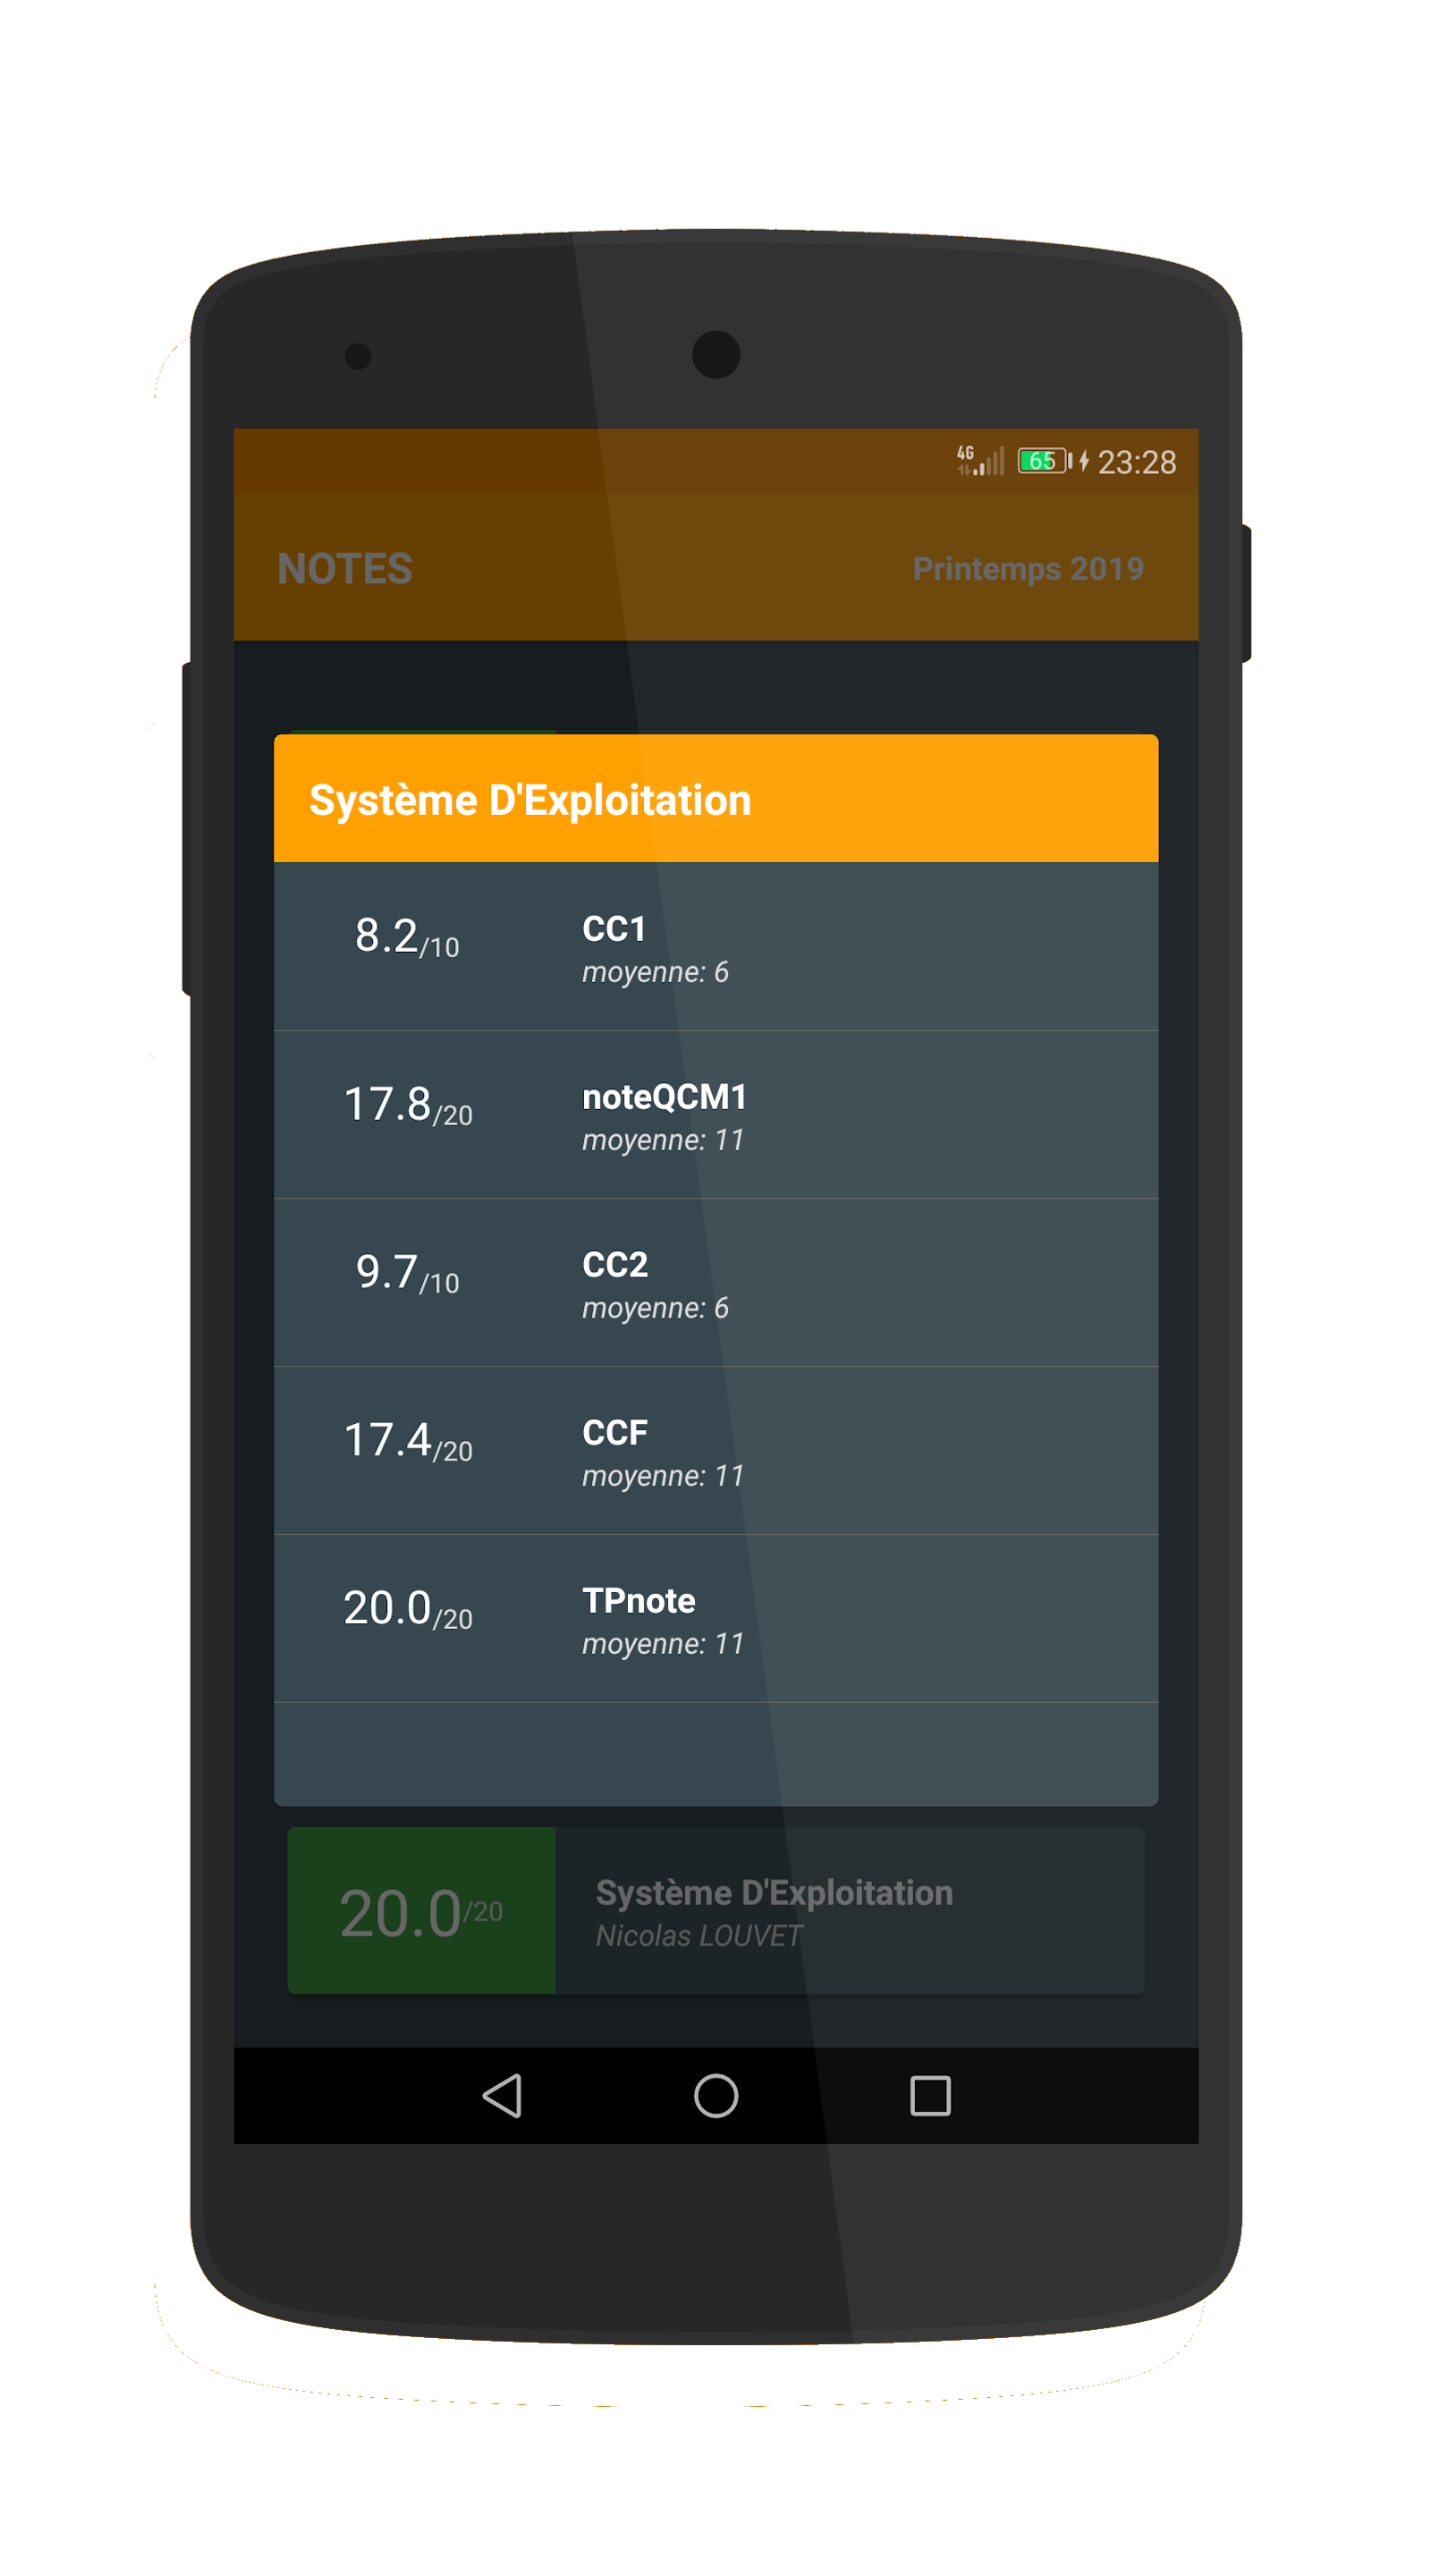 4G 65 23:28
NOTES Printemps 2019
Système D'Exploitation
8.2/10 CC1
moyenne: 6
17.8/20 noteQCM1
moyenne: 11
9.7/10 CC2
moyenne: 6
17.4/20 CCF
moyenne: 11
20.0/20 TPnote
moyenne: 11
20.0/20 Système D'Exploitation
Nicolas LOUVET